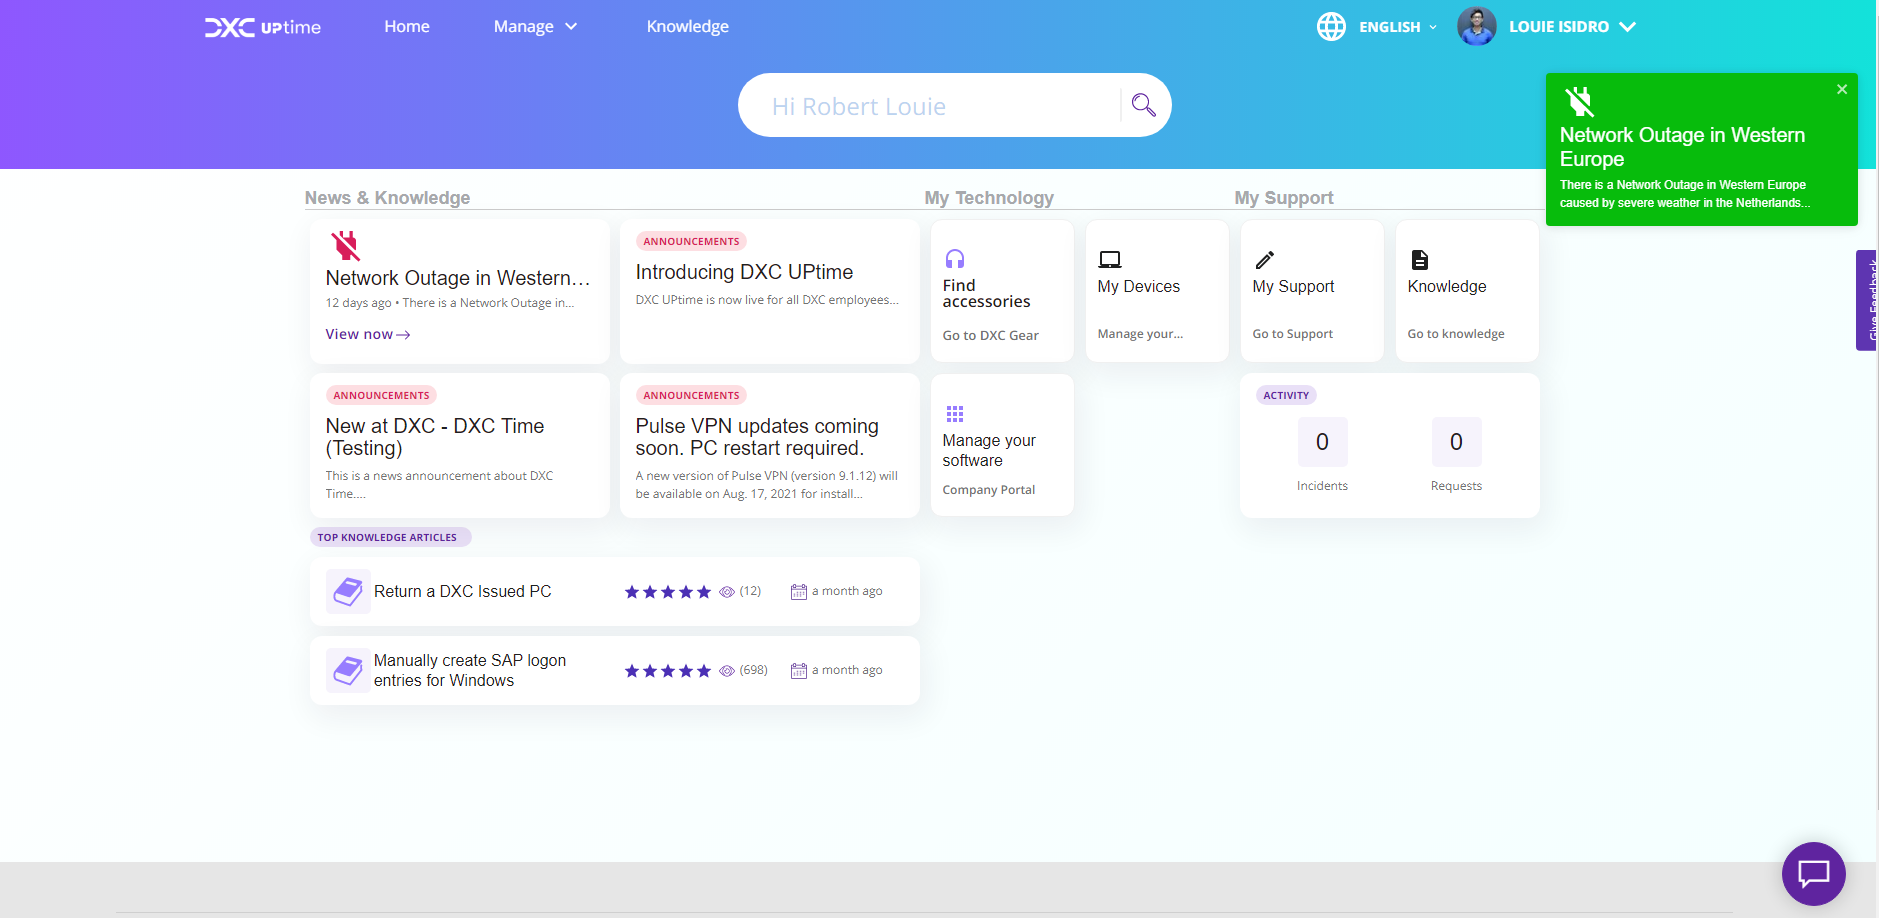 DXC UPtime
Home
Manage
Knowledge
ENGLISH
LOUIE ISIDRO
Hi Robert Louie
Network Outage in Western
Europe
There is a Network Outage in Western Europe
caused by severe weather in the Netherlands...
Give Feedback
News & Knowledge
Network Outage in Western...
12 days ago • There is a Network Outage in...
View now
ANNOUNCEMENTS
Introducing DXC UPtime
DXC UPtime is now live for all DXC employees...
ANNOUNCEMENTS
New at DXC - DXC Time
(Testing)
This is a news announcement about DXC
Time....
ANNOUNCEMENTS
Pulse VPN updates coming
soon. PC restart required.
A new version of Pulse VPN (version 9.1.12) will
be available on Aug. 17, 2021 for install...
TOP KNOWLEDGE ARTICLES
Return a DXC Issued PC
(12)
a month ago
Manually create SAP logon
entries for Windows
(698)
a month ago
My Technology
Find
accessories
Go to DXC Gear
My Devices
Manage your...
Manage your
software
Company Portal
My Support
My Support
Go to Support
Knowledge
Go to knowledge
ACTIVITY
0
Incidents
0
Requests